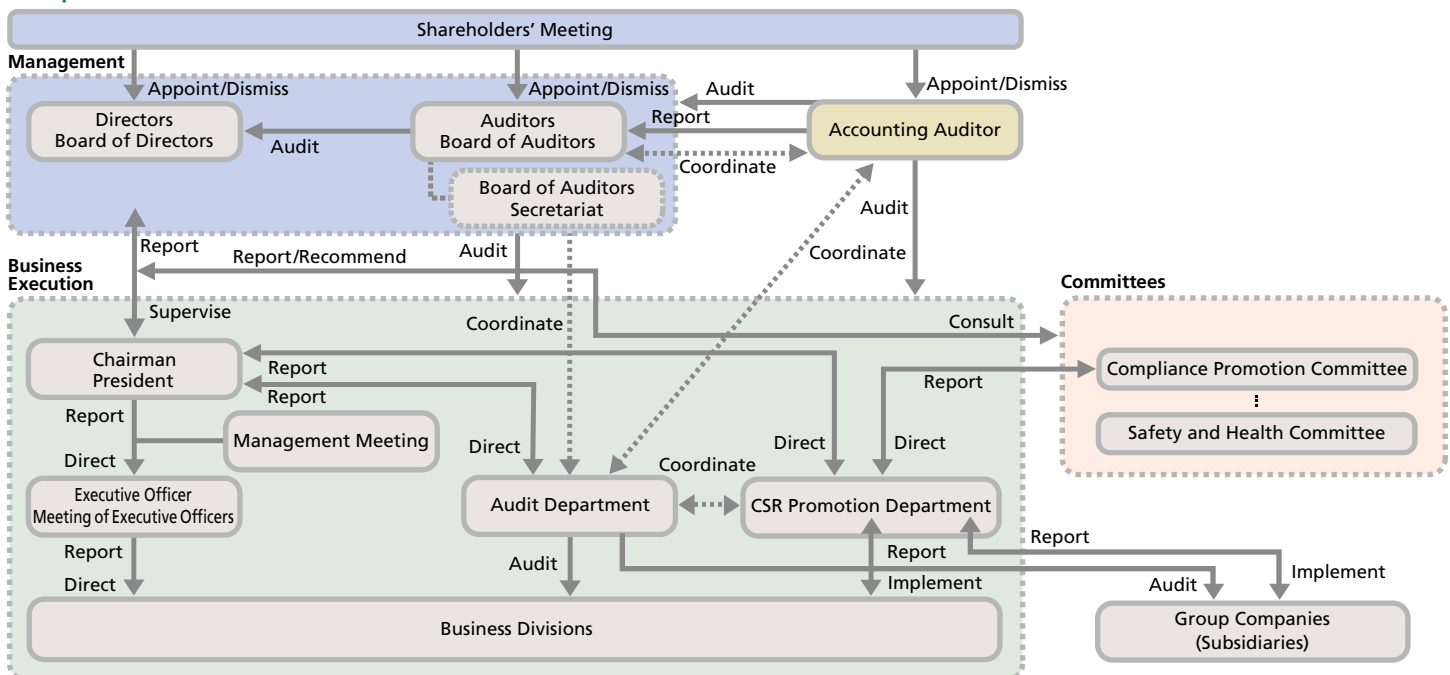 Shareholders' Meeting
Management
Appoint/Dismiss
Appoint/Dismiss
Appoint/Dismiss
Directors
Board of Directors
Audit
Auditors
Board of Auditors
Audit
Report
Coordinate
Accounting Auditor
Board of Auditors
Secretariat
Audit
Coordinate
Report
Report/Recommend
Audit
Business
Execution
Supervise
Coordinate
Consult
Committees
Chairman
President
Report
Report
Report
Compliance Promotion Committee
Safety and Health Committee
Report
Management Meeting
Direct
Direct
Direct
Direct
Coordinate
Executive Officer
Meeting of Executive Officers
Audit Department
CSR Promotion Department
Report
Direct
Audit
Report
Implement
Report
Implement
Audit
Business Divisions
Group Companies
(Subsidiaries)